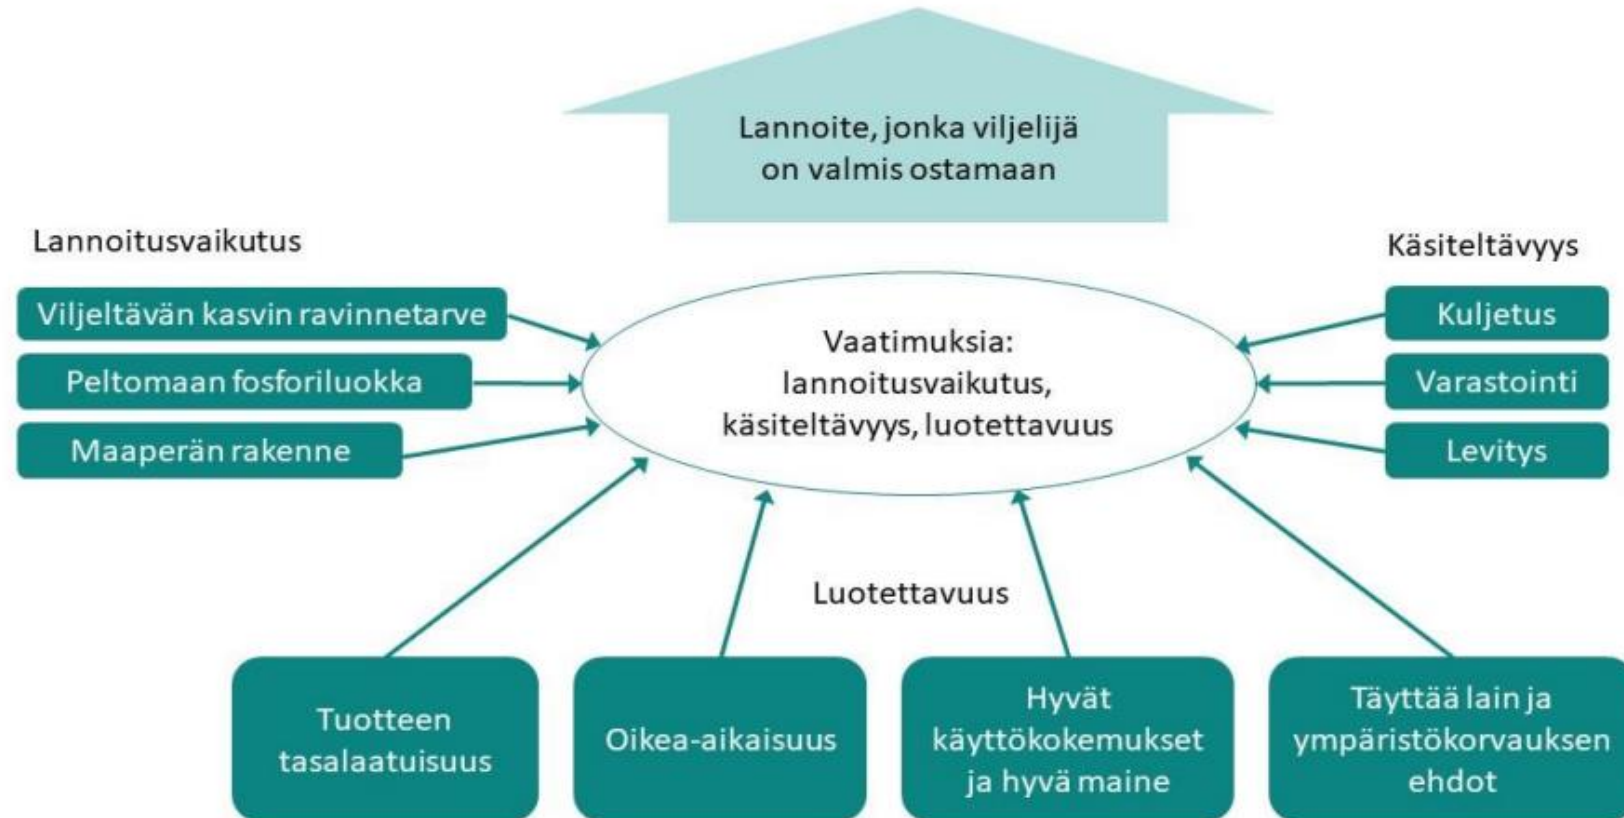 Lannoite, jonka viljelijä
on valmis ostamaan
Lannoitusvaikutus
Viljeltävän kasvin ravinnetarve
Peltomaan fosforiluokka
Maaperän rakenne
Vaatimuksia:
lannoitusvaikutus,
käsiteltävyys, luotettavuus
Käsiteltävyys
Kuljetus
Varastointi
Levitys
Luotettavuus
Tuotteen
tasalaatuisuus
Oikea-aikaisuus
Hyvät
käyttökokemukset
ja hyvä maine
Täyttää lain ja
ympäristökorvauksen
ehdot